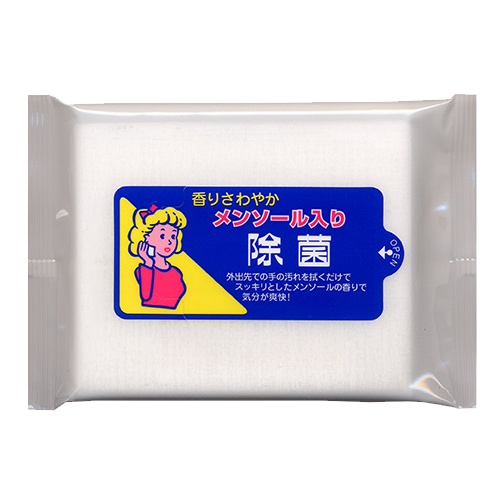 香りさわやか
メンソール入り
除菌
外出先での手の汚れを拭くだけで
スッキリとしたメンソールの香りで
気分が爽快!
OPEN